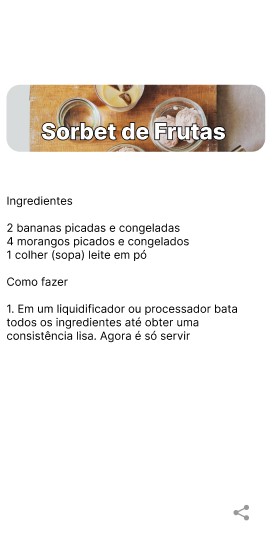 Sorbet de Frutas
Ingredientes
2 bananas picadas e congeladas
4 morangos picados e congelados
1 colher (sopa) leite em pó
Como fazer
1. Em um liquidificador ou processador bata
todos os ingredientes até obter uma
consistência lisa. Agora é só servir